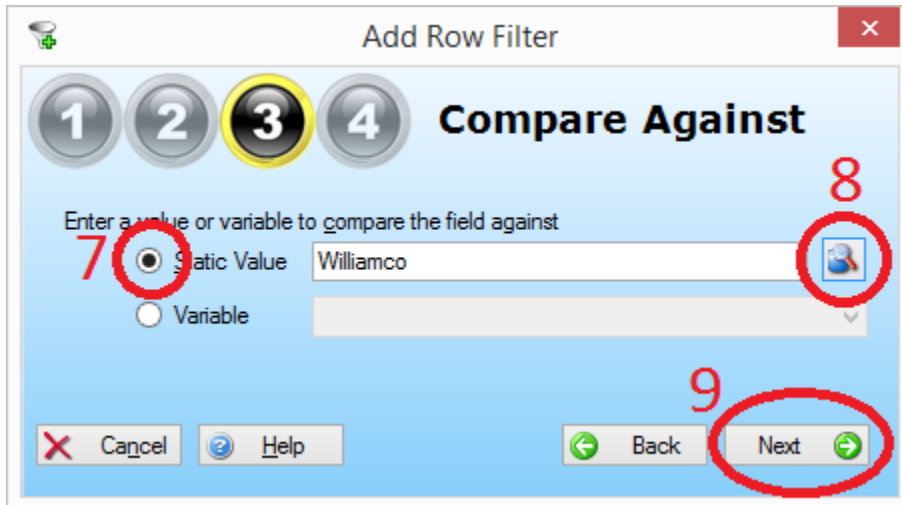 Add Row Filter
1 2 3 4 Compare Against
8
Enter a value or variable to compare the field against
7 Static Value Williamco
Variable
9
Cancel Help Back Next